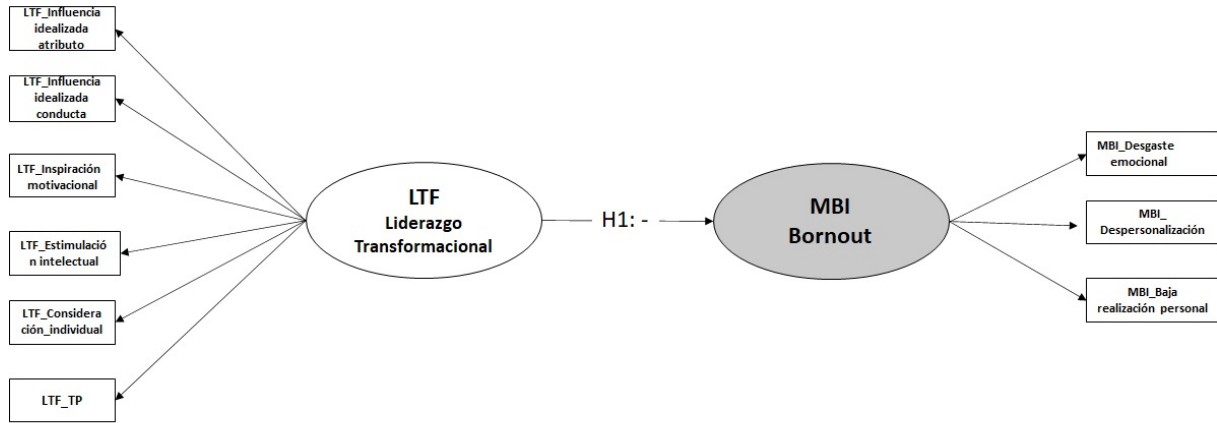 LTF_Influencia
idealizada
atributo
LTF_Influencia
idealizada
conducta
LTF_Inspiración
motivacional
LTF_Estimulació
n intelectual
LTF_Considera
ción_individual
LTF_TP
LTF
Liderazgo
Transformacional
H1: -
MBI
Bornout
MBI_Desgaste
emocional
MBI_
Despersonalización
MBI_Baja
realización personal